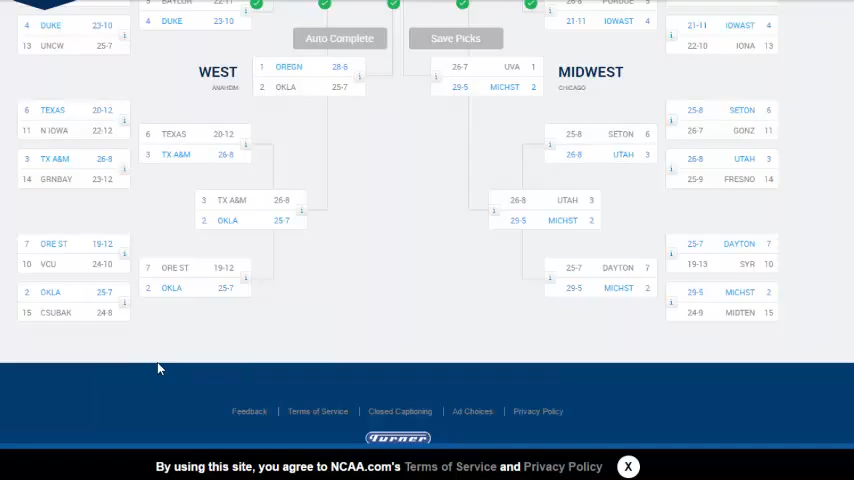 5 BAYLOR 22-11
4 DUKE 23-10
26-8 PURDUE 5
21-11 IOWAST 4
4 DUKE 23-10
13 UNCW 25-7
Auto Complete
Save Picks
21-11 IOWAST 4
22-10 IONA 13
WEST
ANAHEIM
1 OREGN 28-6
2 OKLA 25-7
26-7 UVA 1
29-5 MICHST 2
MIDWEST
CHICAGO
6 TEXAS 20-12
11 N IOWA 22-12
6 TEXAS 20-12
3 TX A&M 26-8
25-8 SETON 6
26-8 UTAH 3
25-8 SETON 6
26-7 GONZ 11
3 TX A&M 26-8
14 GRNBAY 23-12
26-8 UTAH 3
25-9 FRESNO 14
3 TX A&M 26-8
2 OKLA 25-7
26-8 UTAH 3
29-5 MICHST 2
7 ORE ST 19-12
10 VCU 24-10
7 ORE ST 19-12
2 OKLA 25-7
25-7 DAYTON 7
29-5 MICHST 2
25-7 DAYTON 7
19-13 SYR 10
2 OKLA 25-7
15 CSUBAK 24-8
29-5 MICHST 2
24-9 MIDTEN 15
Feedback | Terms of Service | Closed Captioning | Ad Choices | Privacy Policy
Turner
By using this site, you agree to NCAA.com's Terms of Service and Privacy Policy X